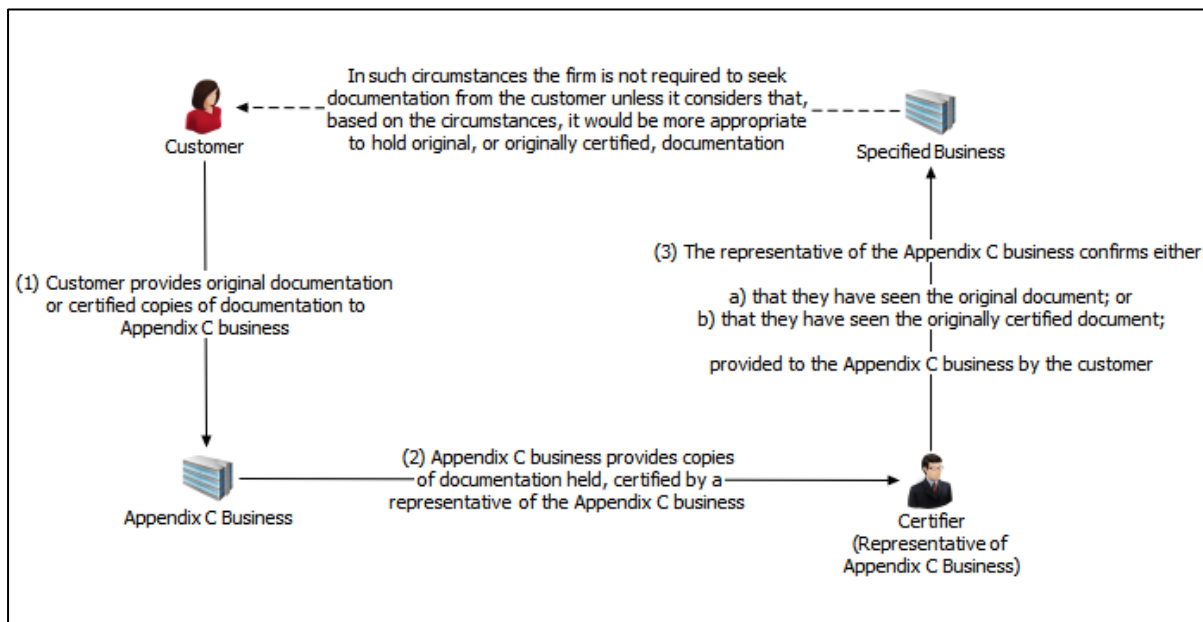 In such circumstances the firm is not required to seek
documentation from the customer unless it considers that,
based on the circumstances, it would be more appropriate
to hold original, or originally certified, documentation
Customer
Specified Business
(1) Customer provides original documentation
or certified copies of documentation to
Appendix C business
(3) The representative of the Appendix C business confirms either
a) that they have seen the original document; or
b) that they have seen the originally certified document;
provided to the Appendix C business by the customer
Appendix C Business
(2) Appendix C business provides copies
of documentation held, certified by a
representative of the Appendix C business
Certifier
(Representative of
Appendix C Business)